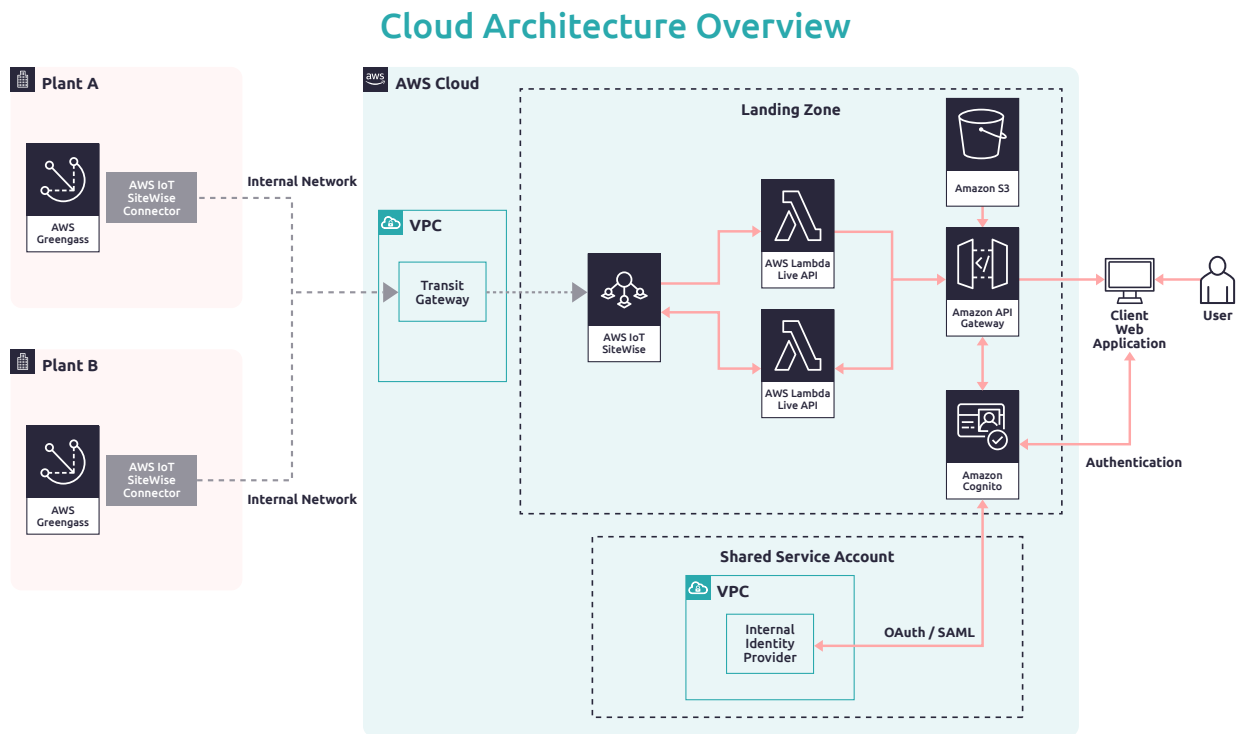 Cloud Architecture Overview
Plant A
AWS
Greengass
AWS IoT
SiteWise
Connector
Internal Network
Plant B
AWS
Greengass
AWS IoT
SiteWise
Connector
Internal Network
aws
AWS Cloud
VPC
Transit
Gateway
Landing Zone
AWS IoT
SiteWise
AWS Lambda
Live API
AWS Lambda
Live API
Amazon S3
Amazon API
Gateway
Amazon
Cognito
Client
Web
Application
User
Authentication
Shared Service Account
VPC
Internal
Identity
Provider
OAuth / SAML